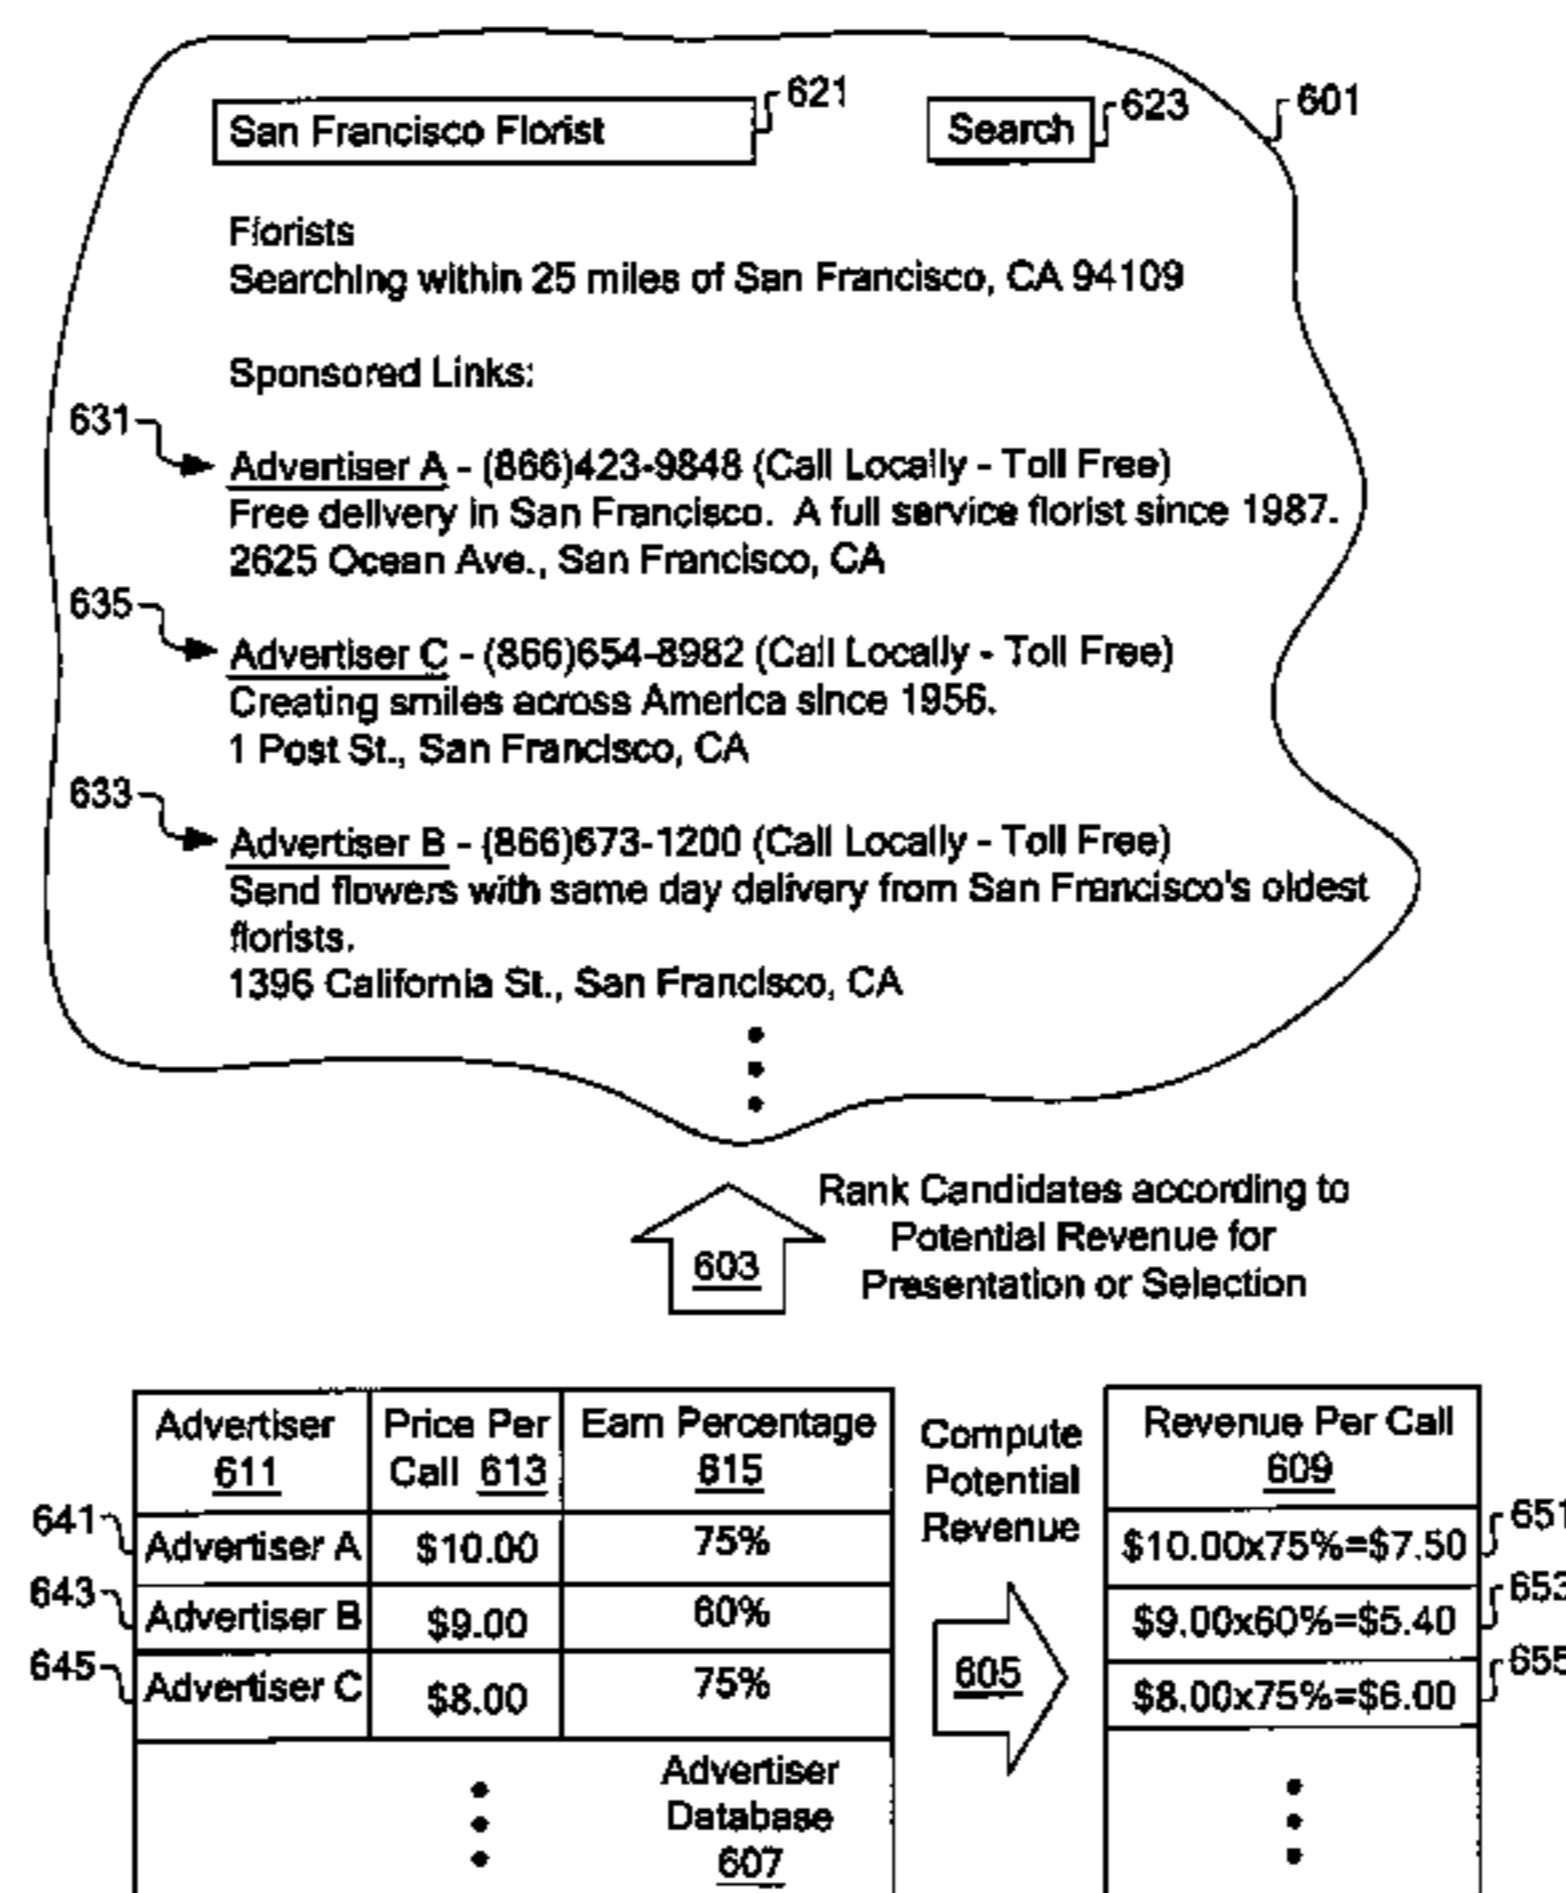 San Francisco Florist 621
Search 623
601
Florists
Searching within 25 miles of San Francisco, CA 94109
Sponsored Links:
631
Advertiser A - (866)423-9848 (Call Locally - Toll Free)
Free delivery in San Francisco. A full service florist since 1987.
2625 Ocean Ave., San Francisco, CA
635
Advertiser C - (866)654-8982 (Call Locally - Toll Free)
Creating smiles across America since 1956.
1 Post St., San Francisco, CA
633
Advertiser B - (866)673-1200 (Call Locally - Toll Free)
Send flowers with same day delivery from San Francisco's oldest
florists.
1396 California St., San Francisco, CA
603
Rank Candidates according to
Potential Revenue for
Presentation or Selection
Advertiser
611
Price Per
Call 613
Earn Percentage
615
641
Advertiser A $10.00 75%
643
Advertiser B $9.00 60%
645
Advertiser C $8.00 75%
Advertiser
Database
607
Compute
Potential
Revenue
605
Revenue Per Call
609
$10.00x75%=$7.50 651
$9.00x60%=$5.40 653
$8.00x75%=$6.00 655